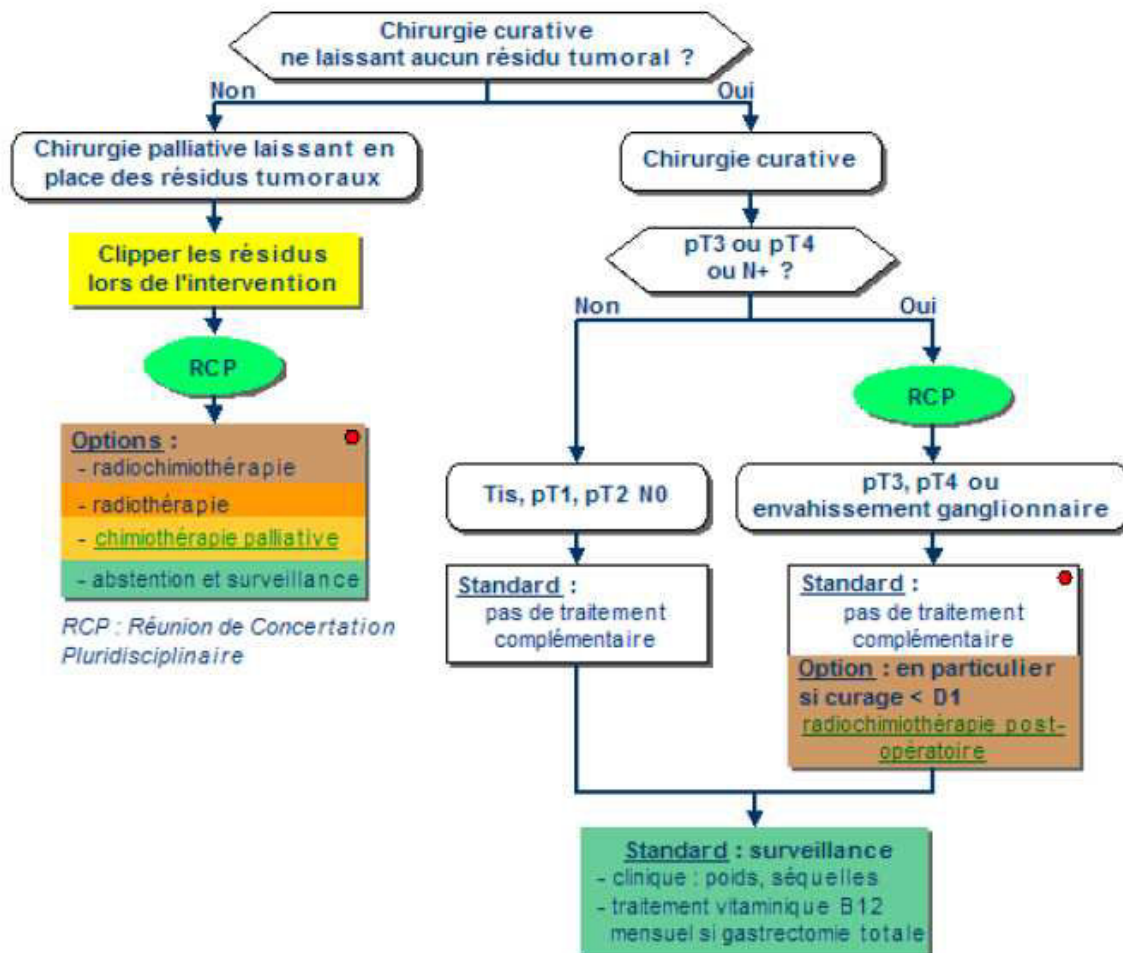 Chirurgie curative
ne laissant aucun résidu tumoral ?
Non
Oui
Chirurgie palliative laissant en
place des résidus tumoraux
Chirurgie curative
Clipper les résidus
lors de l'intervention
pT3 ou pT4
ou N+ ?
Non
Oui
RCP
RCP
Options :
- radiochimiothérapie
- radiothérapie
- chimiothérapie palliative
- abstention et surveillance
RCP : Réunion de Concertation
Pluridisciplinaire
Tis, pT1, pT2 N0
pT3, pT4 ou
envahissement ganglionnaire
Standard :
pas de traitement
complémentaire
Standard :
pas de traitement
complémentaire
Option : en particulier
si curage < D1
radiochimiothérapie post-
opératoire
Standard : surveillance
- clinique : poids, séquelles
- traitement vitaminique B12
mensuel si gastrectomie totale